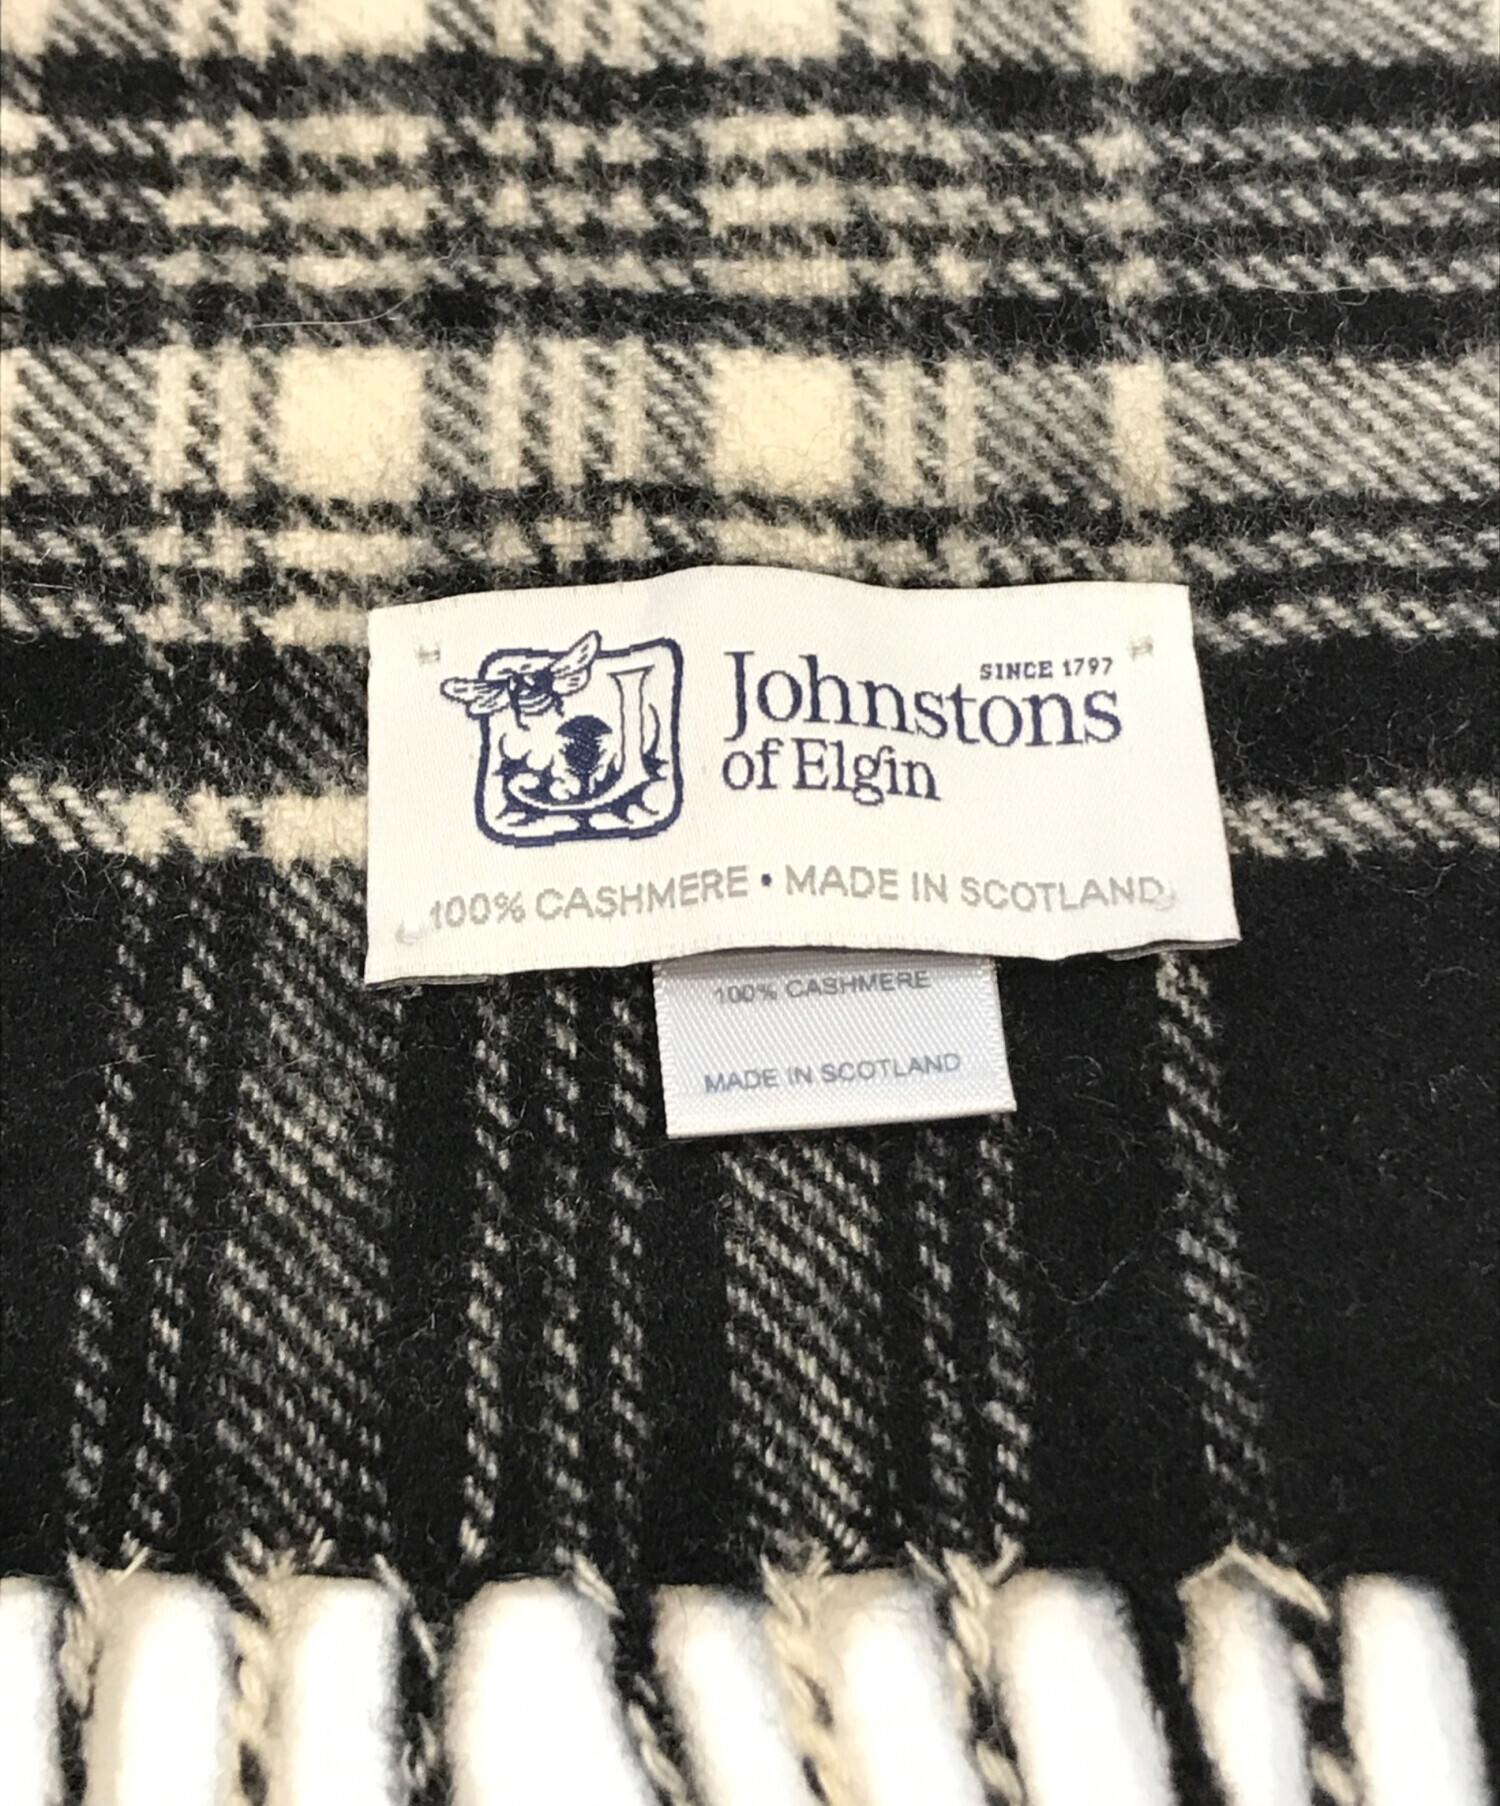 SINCE 1797
Johnstons
of Elgin
100% CASHMERE • MADE IN SCOTLAND
100% CASHMERE
MADE IN SCOTLAND